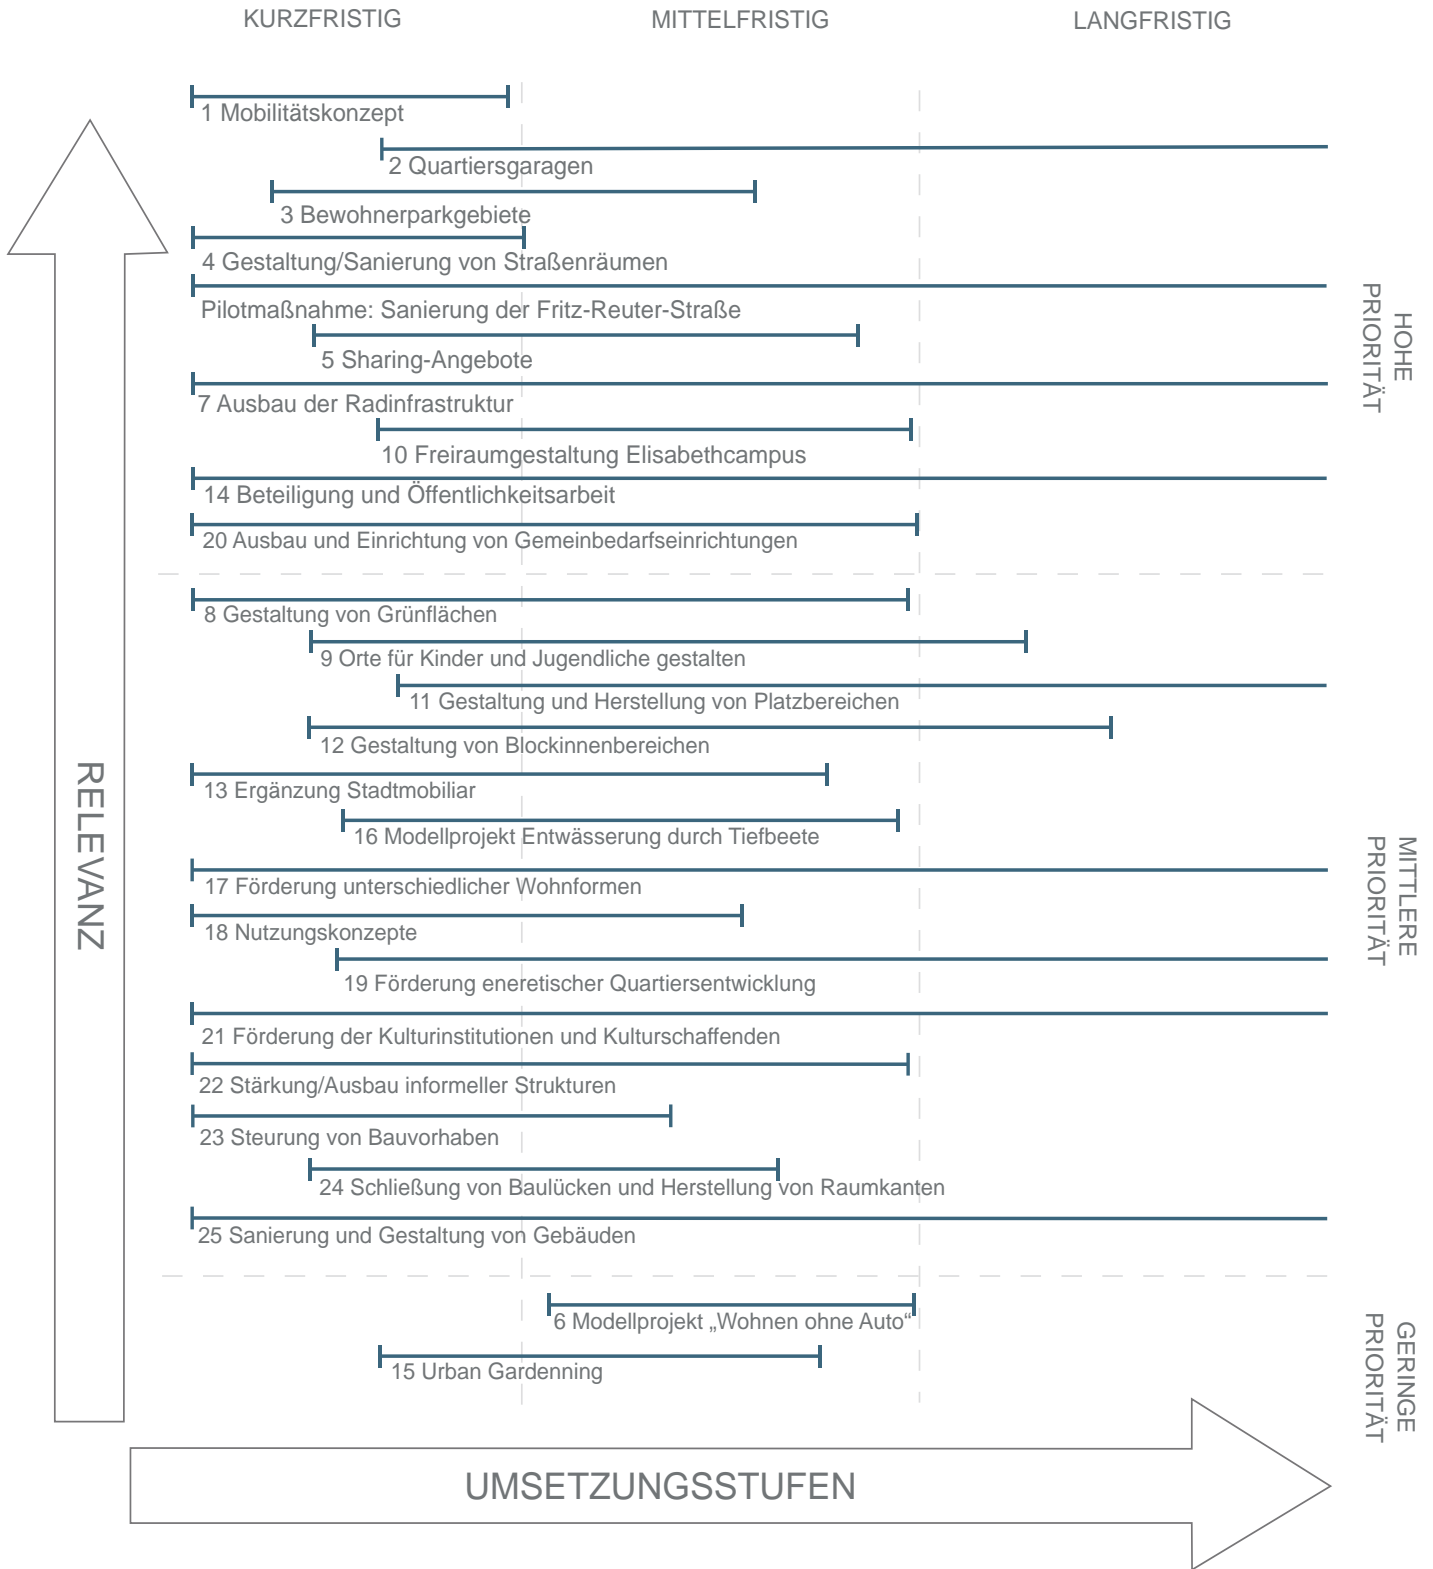 KURZFRISTIG
MITTELFRISTIG
LANGFRISTIG
1 Mobilitätskonzept
2 Quartiersgaragen
3 Bewohnerparkgebiete
4 Gestaltung/Sanierung von Straßenräumen
Pilotmaßnahme: Sanierung der Fritz-Reuter-Straße
5 Sharing-Angebote
7 Ausbau der Radinfrastruktur
10 Freiraumgestaltung Elisabethcampus
14 Beteiligung und Öffentlichkeitsarbeit
20 Ausbau und Einrichtung von Gemeinbedarfseinrichtungen
HOHE
PRIORITÄT
8 Gestaltung von Grünflächen
9 Orte für Kinder und Jugendliche gestalten
11 Gestaltung und Herstellung von Platzbereichen
12 Gestaltung von Blockinnenbereichen
13 Ergänzung Stadtmobiliar
16 Modellprojekt Entwässerung durch Tiefbeete
17 Förderung unterschiedlicher Wohnformen
18 Nutzungskonzepte
19 Förderung eneretischer Quartiersentwicklung
21 Förderung der Kulturinstitutionen und Kulturschaffenden
22 Stärkung/Ausbau informeller Strukturen
23 Steurung von Bauvorhaben
24 Schließung von Baulücken und Herstellung von Raumkanten
25 Sanierung und Gestaltung von Gebäuden
MITTLERE
PRIORITÄT
6 Modellprojekt „Wohnen ohne Auto“
15 Urban Gardenning
GERINGE
PRIORITÄT
RELEVANZ
UMSETZUNGSSTUFEN